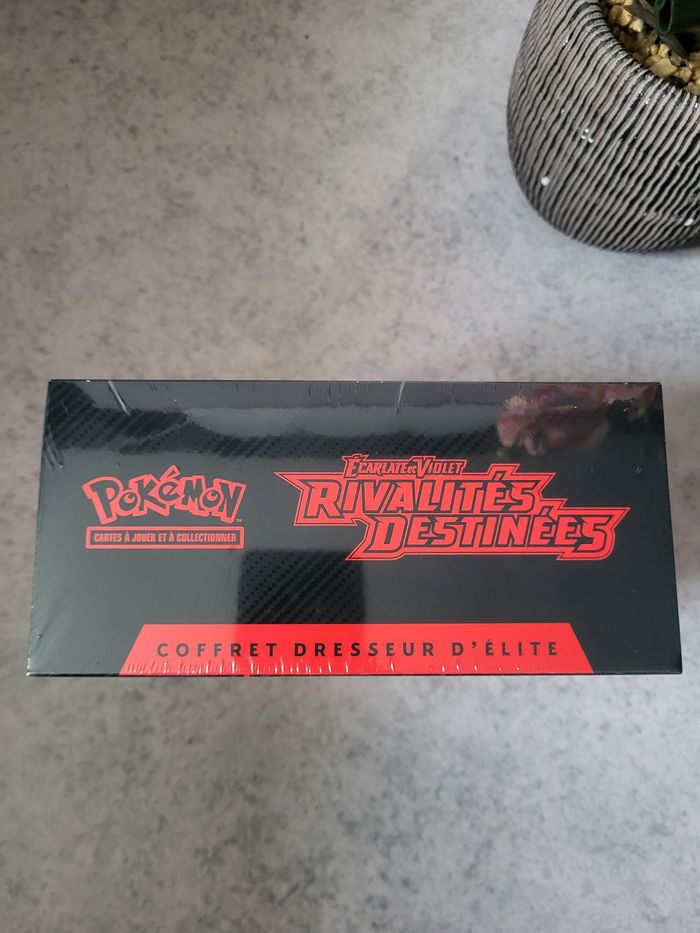 POKéMON
CARTES À JOUER ET À COLLECTIONNER
ÉCARLATE ET VIOLET
RIVALITÉS
DESTINÉES
COFFRET DRESSEUR D'ÉLITE